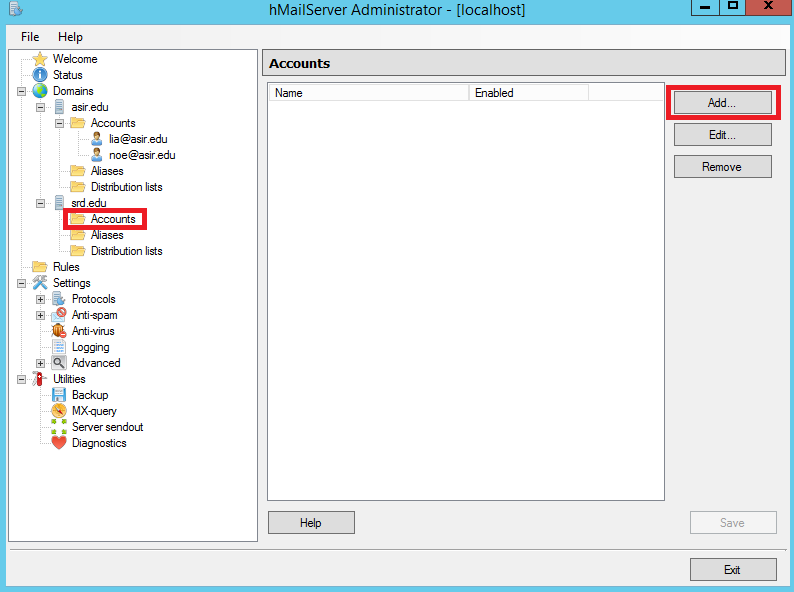 hMailServer Administrator - [localhost]
File Help
Welcome
Status
Domains
asir.edu
Accounts
lia@asir.edu
noe@asir.edu
Aliases
Distribution lists
srd.edu
Accounts
Aliases
Distribution lists
Rules
Settings
Protocols
Anti-spam
Anti-virus
Logging
Advanced
Utilities
Backup
MX-query
Server sendout
Diagnostics
Accounts
Name Enabled
Add...
Edit...
Remove
Help
Save
Exit